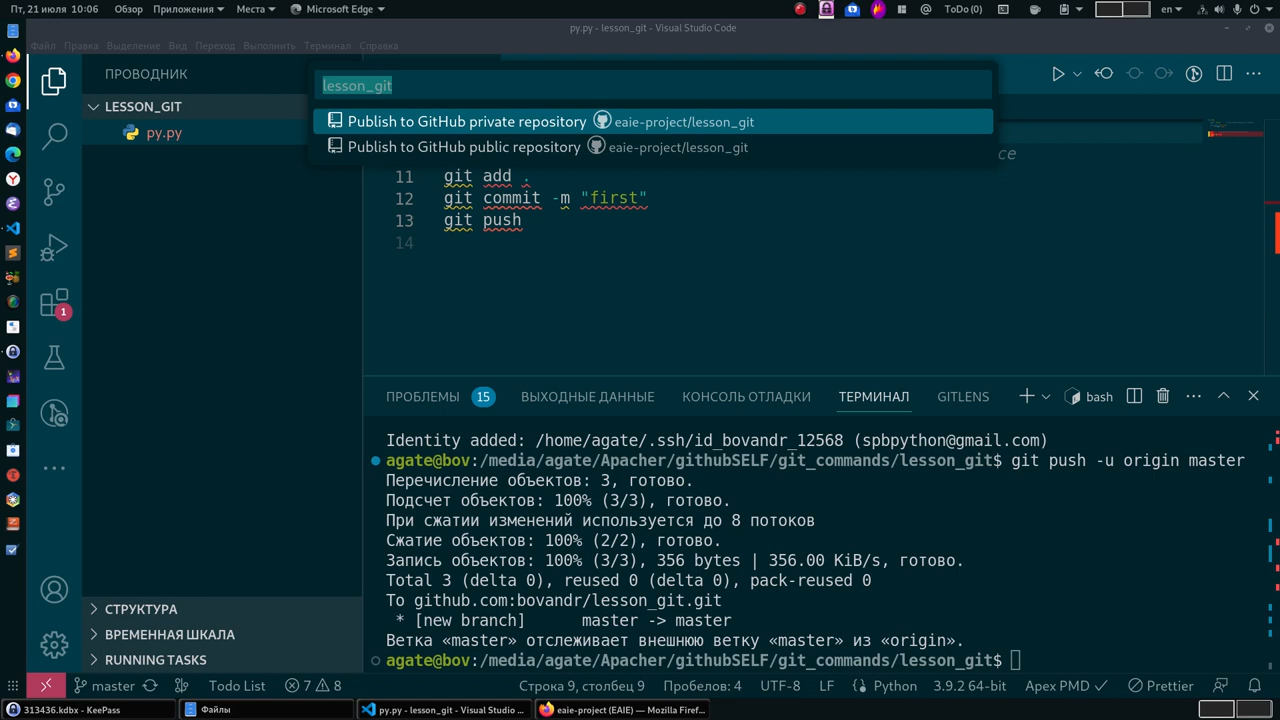 Пт, 21 июля 10:06 Обзор Приложения Места Microsoft Edge ToDo (0) en
py.py - lesson_git - Visual Studio Code
Файл Правка Выделение Вид Переход Выполнить Терминал Справка
ПРОВОДНИК
LESSON_GIT
py.py
lesson_git
Publish to GitHub private repository eaie-project/lesson_git
Publish to GitHub public repository eaie-project/lesson_git
11 git add .
12 git commit -m "first"
13 git push
14
1
СТРУКТУРА
ВРЕМЕННАЯ ШКАЛА
RUNNING TASKS
ПРОБЛЕМЫ 15 ВЫХОДНЫЕ ДАННЫЕ КОНСОЛЬ ОТЛАДКИ ТЕРМИНАЛ GITLENS bash
Identity added: /home/agate/.ssh/id_bovandr_12568 (spbpython@gmail.com)
agate@bov:/media/agate/Apacher/githubSELF/git_commands/lesson_git$ git push -u origin master
Перечисление объектов: 3, готово.
Подсчет объектов: 100% (3/3), готово.
При сжатии изменений используется до 8 потоков
Сжатие объектов: 100% (2/2), готово.
Запись объектов: 100% (3/3), 356 bytes | 356.00 KiB/s, готово.
Total 3 (delta 0), reused 0 (delta 0), pack-reused 0
To github.com:bovandr/lesson_git.git
* [new branch] master -> master
Ветка «master» отслеживает внешнюю ветку «master» из «origin».
agate@bov:/media/agate/Apacher/githubSELF/git_commands/lesson_git$
master Todo List 7 8 Строка 9, столбец 9 Пробелов: 4 UTF-8 LF Python 3.9.2 64-bit Apex PMD Prettier
313436.kdbx - KeePass Файлы py.py - lesson_git - Visual Studio ... eaie-project (EAIE) — Mozilla Firef...